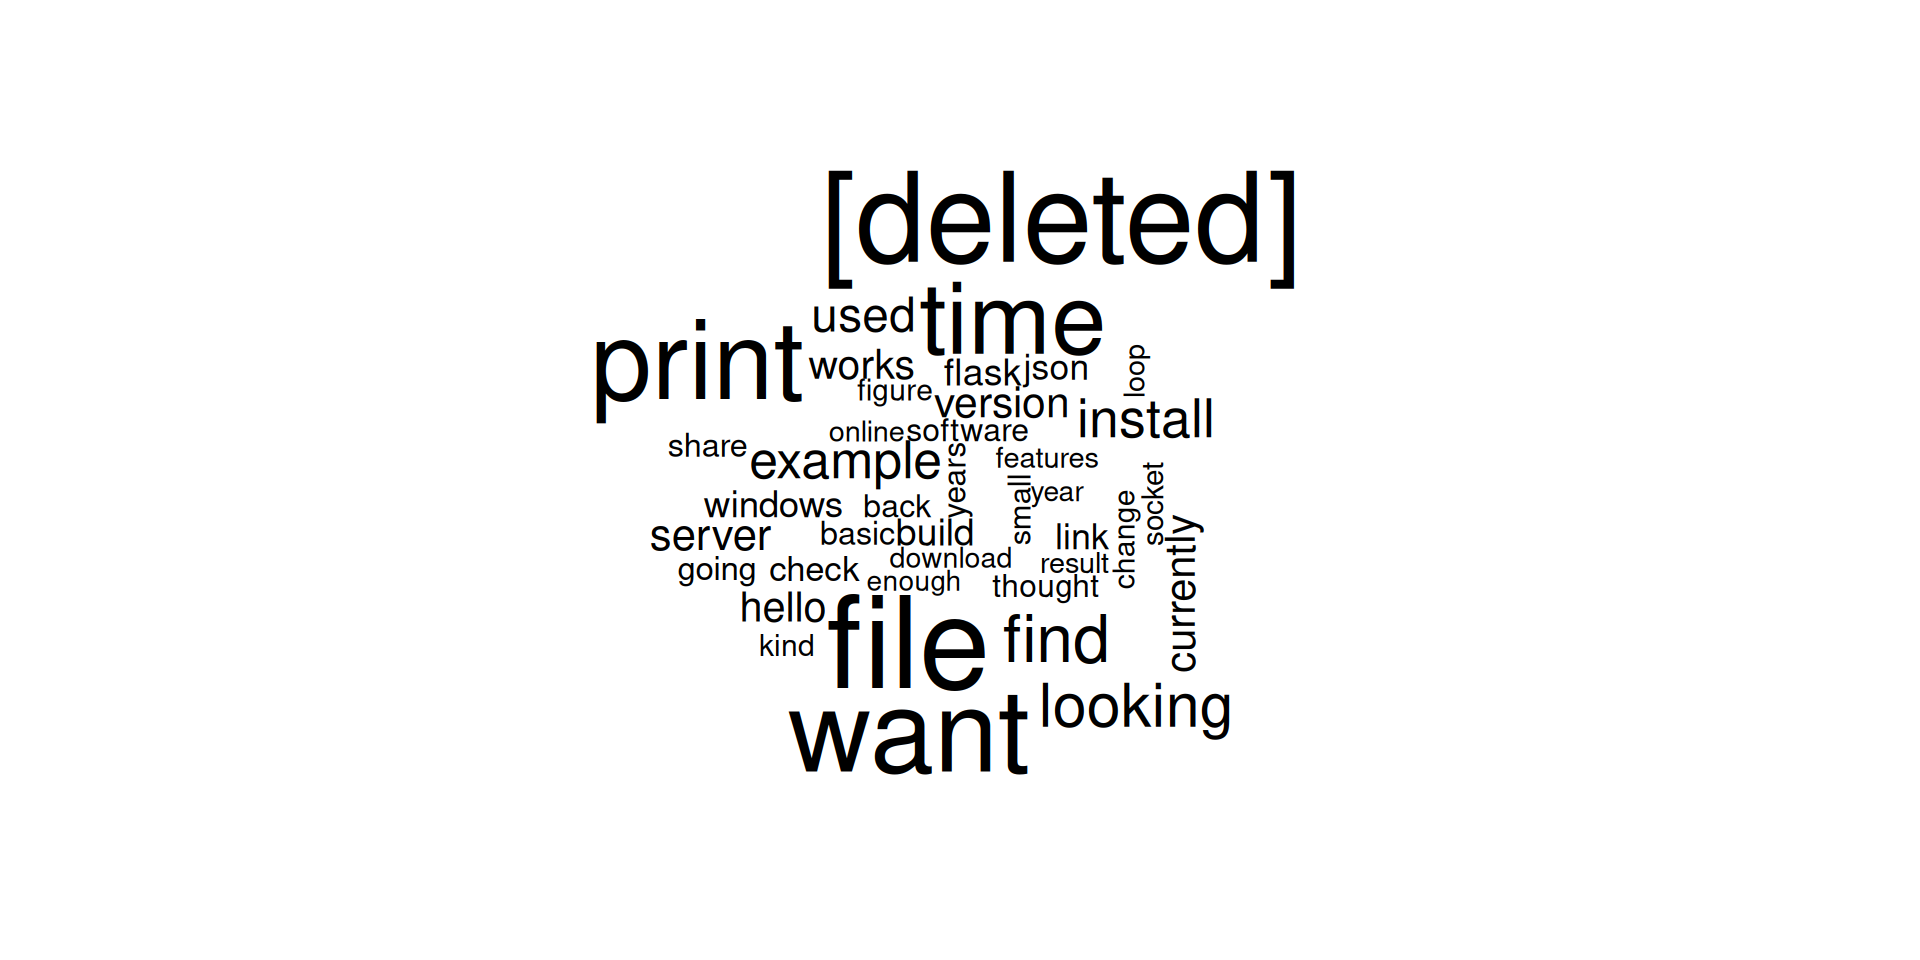 [deleted]
used time
print
works flask json loop
figure
version install
online software
share example years features
windows back small year change socket
server basic build link currently
download result
going check enough thought
hello
kind file find
want looking